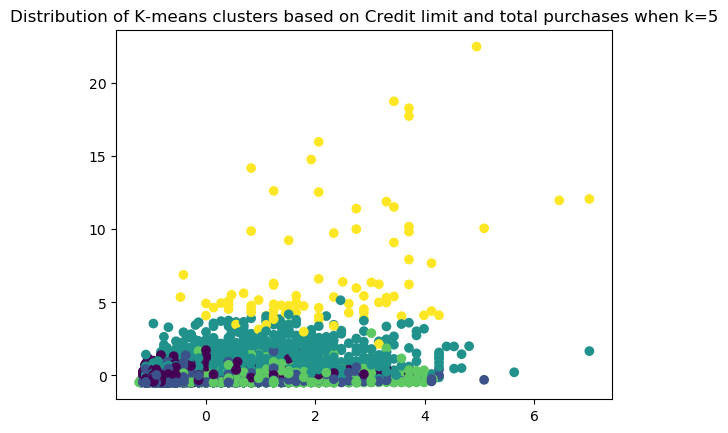 Distribution of K-means clusters based on Credit limit and total purchases when k=5
20
15
10
5
0
0 2 4 6